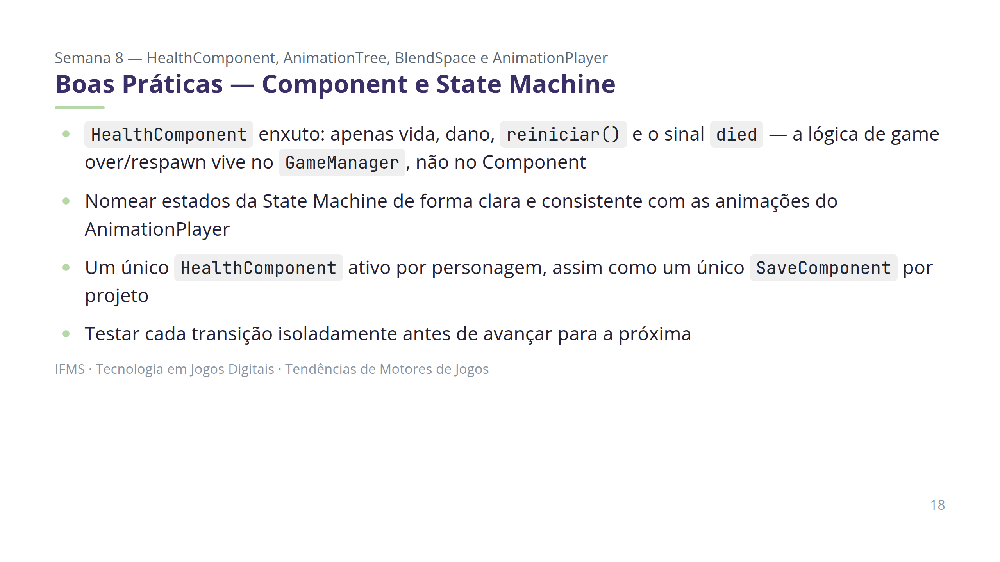 Semana 8 — HealthComponent, AnimationTree, BlendSpace e AnimationPlayer
Boas Práticas — Component e State Machine
HealthComponent enxuto: apenas vida, dano, reiniciar() e o sinal died — a lógica de game
over/respawn vive no GameManager, não no Component
Nomear estados da State Machine de forma clara e consistente com as animações do
AnimationPlayer
Um único HealthComponent ativo por personagem, assim como um único SaveComponent por
projeto
Testar cada transição isoladamente antes de avançar para a próxima
IFMS · Tecnologia em Jogos Digitais · Tendências de Motores de Jogos
18